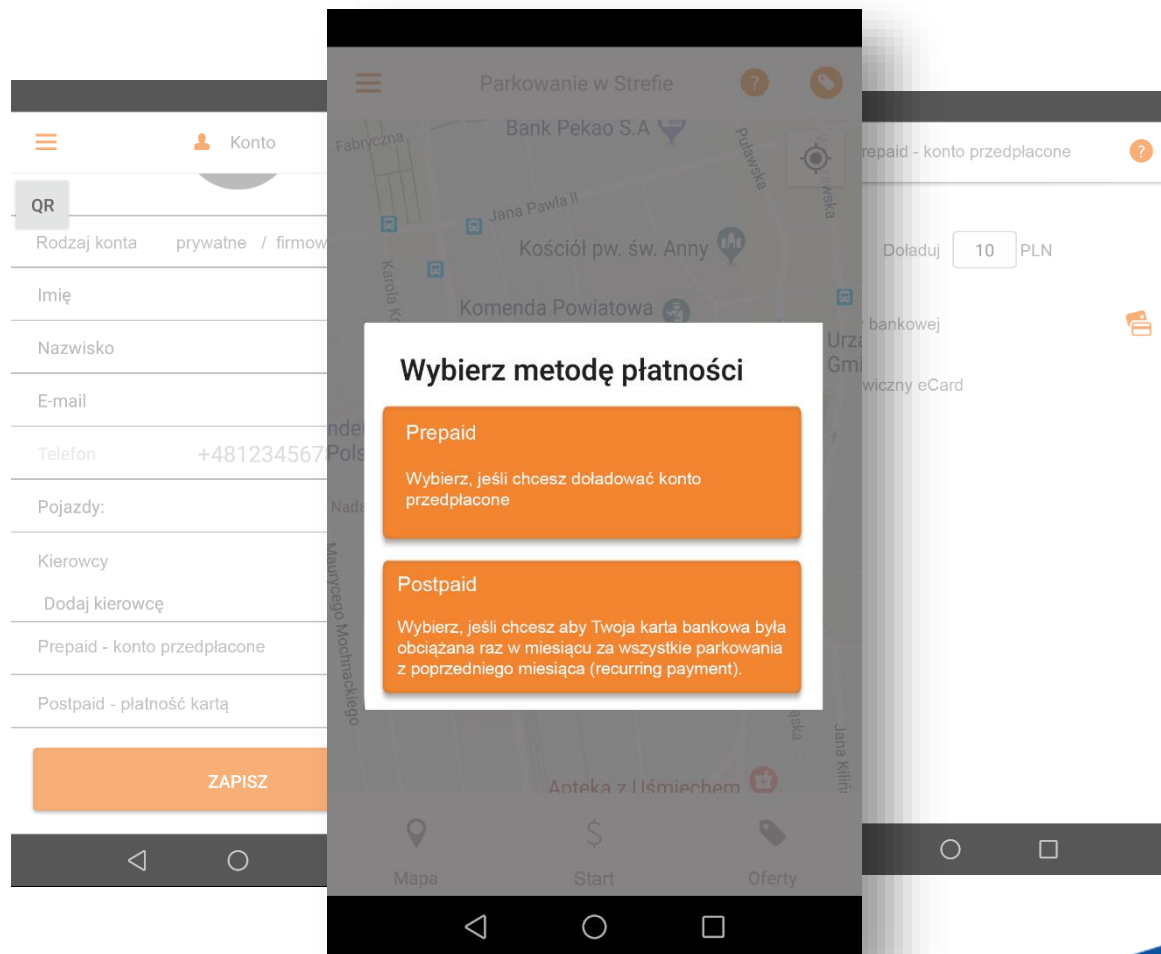 Konto
QR
Rodzaj konta prywatne / firmow
Imię
Nazwisko
E-mail
Telefon +481234567
Pojazdy:
Kierowcy
Dodaj kierowcę
Prepaid - konto przedpłacone
Postpaid - płatność kartą
ZAPISZ
Parkowanie w Strefie
?
Bank Pekao S.A
Fabryczna
Puławska
Jana Pawła II
Kościół pw. św. Anny
Komenda Powiatowa
Wybierz metodę płatności
Prepaid
Wybierz, jeśli chcesz doładować konto
przedpłacone
Postpaid
Wybierz, jeśli chcesz aby Twoja karta bankowa była
obciążana raz w miesiącu za wszystkie parkowania
z poprzedniego miesiąca (recurring payment).
Maurycego Mochnackiego
Apteka z Uśmiechem
Mapa
$
Start
Oferty
repaid - konto przedpłacone
?
Doładuj 10 PLN
bankowej
wiczny eCard